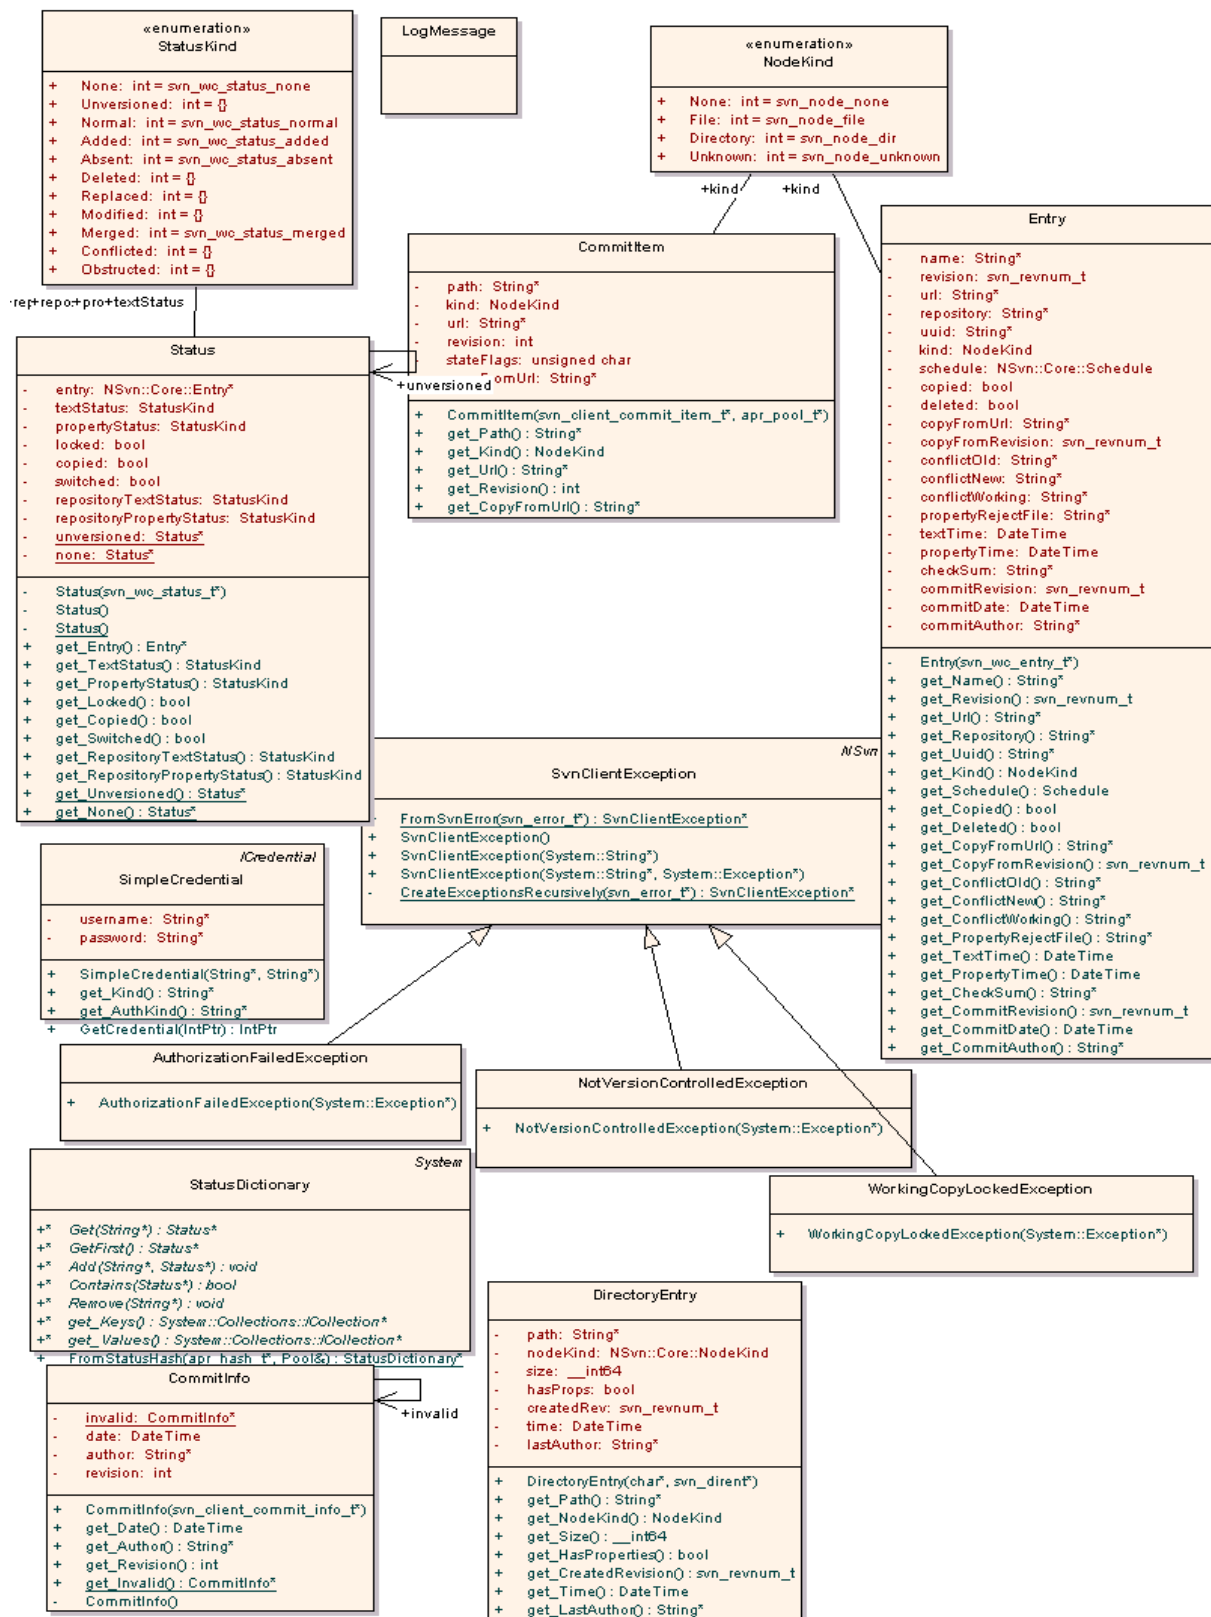 «enumeration»
StatusKind
+ None: int = svn_wc_status_none
+ Unversioned: int = {}
+ Normal: int = svn_wc_status_normal
+ Added: int = svn_wc_status_added
+ Absent: int = svn_wc_status_absent
+ Deleted: int = {}
+ Replaced: int = {}
+ Modified: int = {}
+ Merged: int = svn_wc_status_merged
+ Conflicted: int = {}
+ Obstructed: int = {}
LogMessage
«enumeration»
NodeKind
+ None: int = svn_node_none
+ File: int = svn_node_file
+ Directory: int = svn_node_dir
+ Unknown: int = svn_node_unknown
+kind +kind
+textStatus
Status
- entry: NSvn::Core::Entry*
- textStatus: StatusKind
- propertyStatus: StatusKind
- locked: bool
- copied: bool
- switched: bool
- repositoryTextStatus: StatusKind
- repositoryPropertyStatus: StatusKind
- unversioned: Status*
- none: Status*
- Status(svn_wc_status_t*)
- Status()
- Status()
+ get_Entry() : Entry*
+ get_TextStatus() : StatusKind
+ get_PropertyStatus() : StatusKind
+ get_Locked() : bool
+ get_Copied() : bool
+ get_Switched() : bool
+ get_RepositoryTextStatus() : StatusKind
+ get_RepositoryPropertyStatus() : StatusKind
+ get_Unversioned() : Status*
+ get_None() : Status*
+unversioned
CommitItem
- path: String*
- kind: NodeKind
- url: String*
- revision: int
- stateFlags: unsigned char
FromUrl: String*
+ CommitItem(svn_client_commit_item_t*, apr_pool_t*)
+ get_Path() : String*
+ get_Kind() : NodeKind
+ get_Url() : String*
+ get_Revision() : int
+ get_CopyFromUrl() : String*
Entry
- name: String*
- revision: svn_revnum_t
- url: String*
- repository: String*
- uuid: String*
- kind: NodeKind
- schedule: NSvn::Core::Schedule
- copied: bool
- deleted: bool
- copyFromUrl: String*
- copyFromRevision: svn_revnum_t
- conflictOld: String*
- conflictNew: String*
- conflictWorking: String*
- propertyRejectFile: String*
- textTime: DateTime
- propertyTime: DateTime
- checkSum: String*
- commitRevision: svn_revnum_t
- commitDate: DateTime
- commitAuthor: String*
- Entry(svn_wc_entry_t*)
+ get_Name() : String*
+ get_Revision() : svn_revnum_t
+ get_Url() : String*
+ get_Repository() : String*
+ get_Uuid() : String*
+ get_Kind() : NodeKind
+ get_Schedule() : Schedule
+ get_Copied() : bool
+ get_Deleted() : bool
+ get_CopyFromUrl() : String*
+ get_CopyFromRevision() : svn_revnum_t
+ get_ConflictOld() : String*
+ get_ConflictNew() : String*
+ get_ConflictWorking() : String*
+ get_PropertyRejectFile() : String*
+ get_TextTime() : DateTime
+ get_PropertyTime() : DateTime
+ get_CheckSum() : String*
+ get_CommitRevision() : svn_revnum_t
+ get_CommitDate() : DateTime
+ get_CommitAuthor() : String*
NSvn
SvnClientException
- FromSvnError(svn_error_t*) : SvnClientException*
+ SvnClientException()
+ SvnClientException(System::String*)
+ SvnClientException(System::String*, System::Exception*)
- CreateExceptionsRecursively(svn_error_t*) : SvnClientException*
ICredential
SimpleCredential
- username: String*
- password: String*
+ SimpleCredential(String*, String*)
+ get_Kind() : String*
+ get_AuthKind() : String*
+ GetCredential(IntPtr) : IntPtr
AuthorizationFailedException
+ AuthorizationFailedException(System::Exception*)
NotVersionControlledException
+ NotVersionControlledException(System::Exception*)
WorkingCopyLockedException
+ WorkingCopyLockedException(System::Exception*)
System
StatusDictionary
+* Get(String*) : Status*
+* GetFirst() : Status*
+* Add(String*, Status*) : void
+* Contains(Status*) : bool
+* Remove(String*) : void
+* get_Keys() : System::Collections::ICollection*
+* get_Values() : System::Collections::ICollection*
+ FromStatusHash(apr_hash_t*, Pool&) : StatusDictionary*
CommitInfo
- invalid: CommitInfo*
- date: DateTime
- author: String*
- revision: int
+ CommitInfo(svn_client_commit_info_t*)
+ get_Date() : DateTime
+ get_Author() : String*
+ get_Revision() : int
+ get_Invalid() : CommitInfo*
- CommitInfo()
+invalid
DirectoryEntry
- path: String*
- nodeKind: NSvn::Core::NodeKind
- size: __int64
- hasProps: bool
- createdRev: svn_revnum_t
- time: DateTime
- lastAuthor: String*
+ DirectoryEntry(char*, svn_dirent*)
+ get_Path() : String*
+ get_NodeKind() : NodeKind
+ get_Size() : __int64
+ get_HasProperties() : bool
+ get_CreatedRevision() : svn_revnum_t
+ get_Time() : DateTime
+ get_LastAuthor() : String*